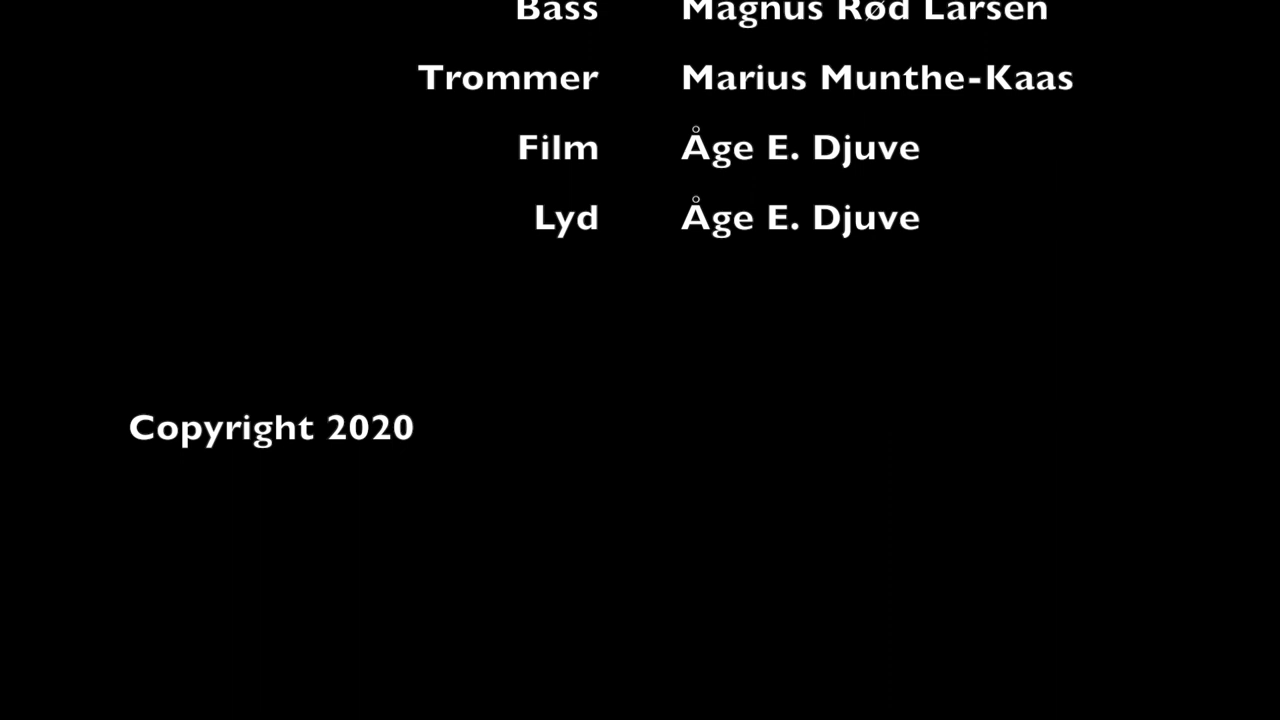 Bass Magnus Rød Larsen
Trommer Marius Munthe-Kaas
Film Åge E. Djuve
Lyd Åge E. Djuve
Copyright 2020